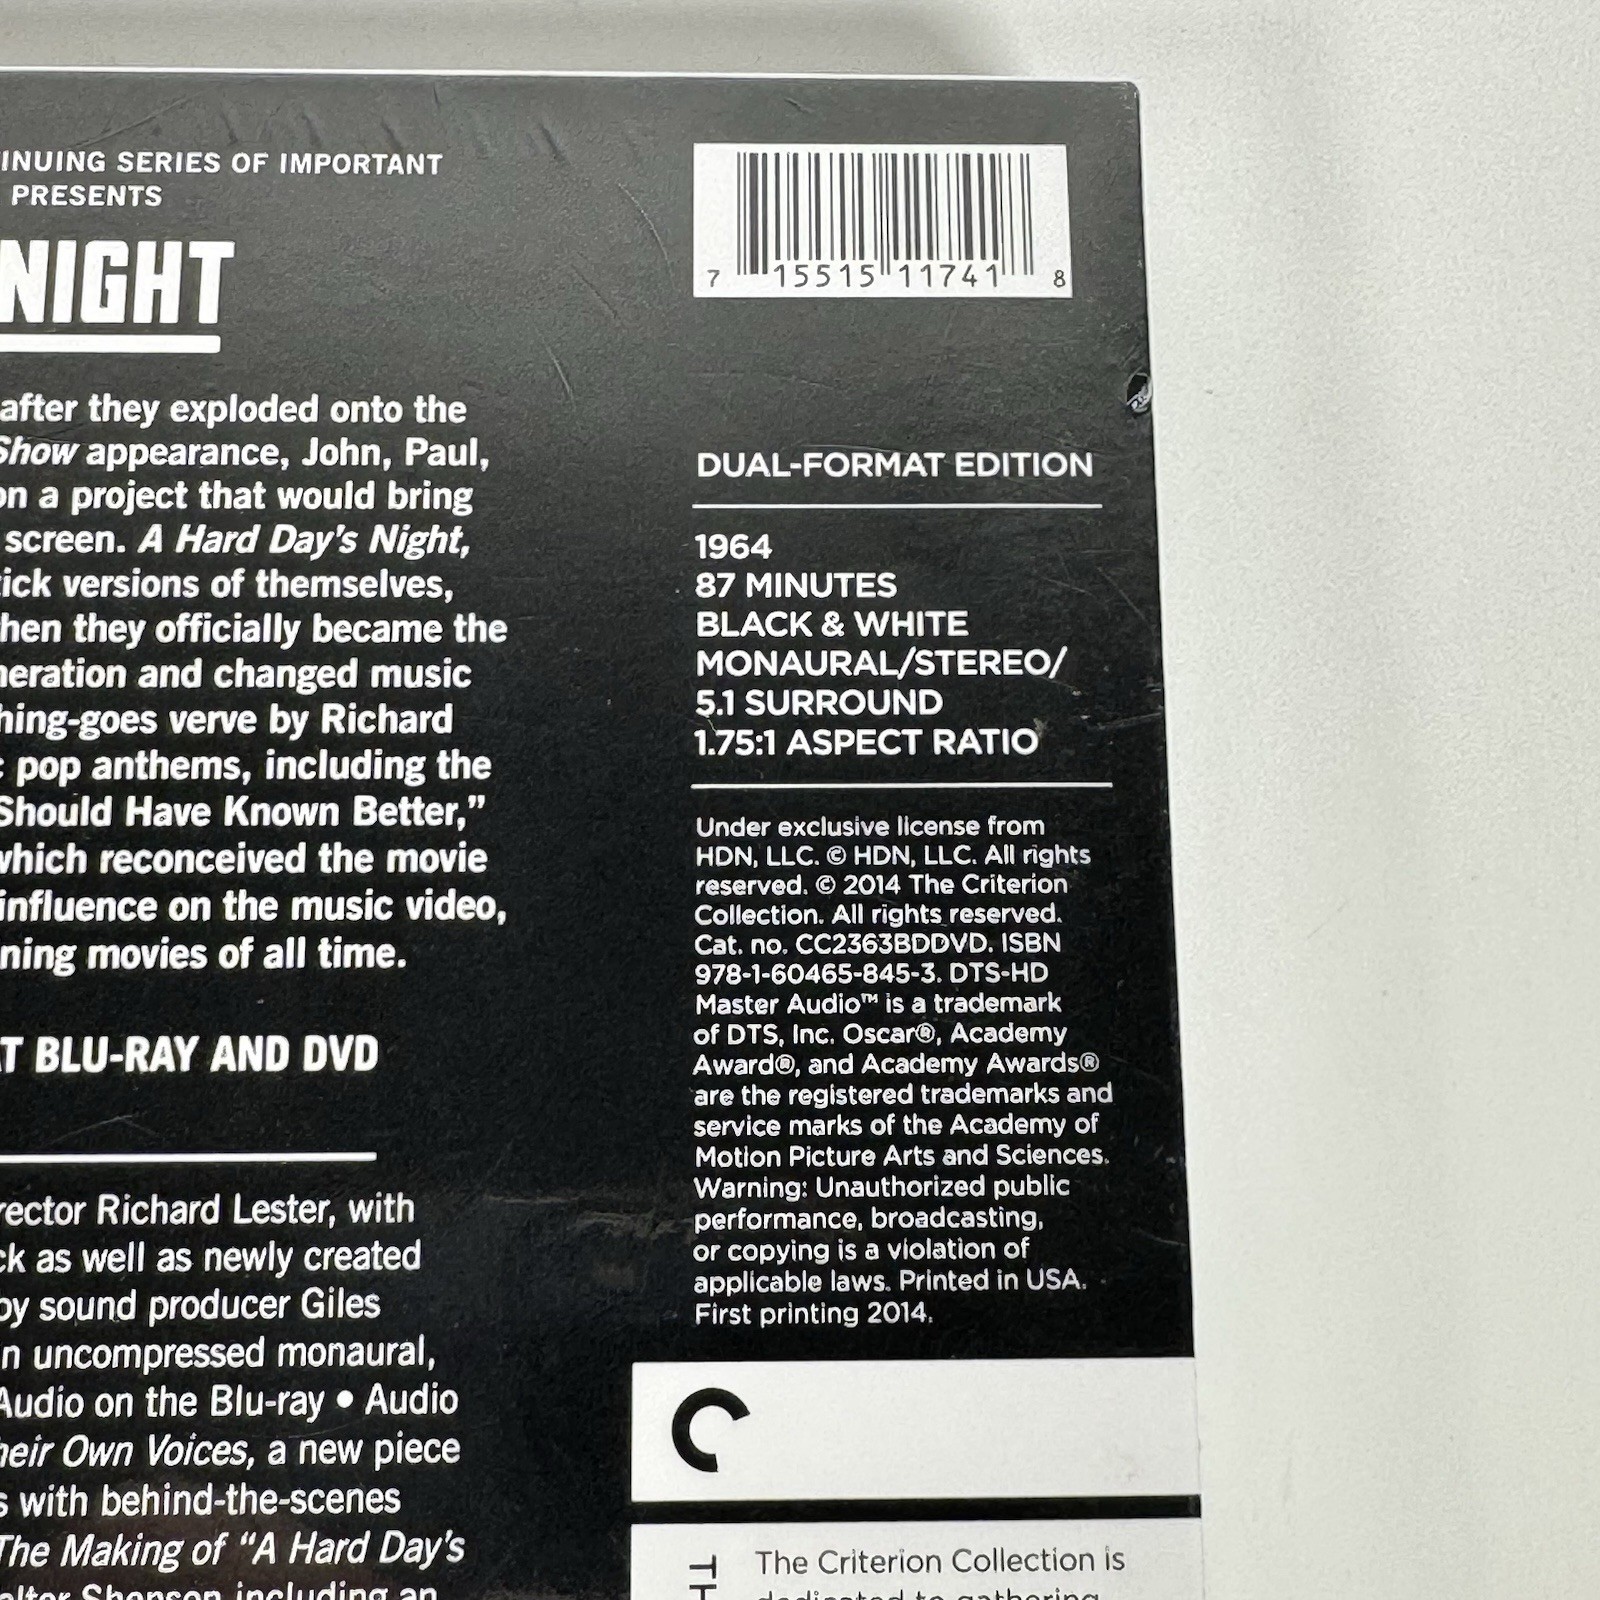 INUING SERIES OF IMPORTANT
PRESENTS
NIGHT
after they exploded onto the
Show appearance, John, Paul,
on a project that would bring
screen. A Hard Day's Night,
ick versions of themselves,
hen they officially became the
neration and changed music
hing-goes verve by Richard
pop anthems, including the
Should Have Known Better,”
which reconceived the movie
influence on the music video,
ning movies of all time.
AT BLU-RAY AND DVD
rector Richard Lester, with
ck as well as newly created
by sound producer Giles
n uncompressed monaural,
Audio on the Blu-ray • Audio
heir Own Voices, a new piece
s with behind-the-scenes
The Making of “A Hard Day's
alter Shenson including an
7 15515 11741 8
DUAL-FORMAT EDITION
1964
87 MINUTES
BLACK & WHITE
MONAURAL/STEREO/
5.1 SURROUND
1.75:1 ASPECT RATIO
Under exclusive license from
HDN, LLC. © HDN, LLC. All rights
reserved. © 2014 The Criterion
Collection. All rights reserved.
Cat. no. CC2363BDDVD. ISBN
978-1-60465-845-3. DTS-HD
Master Audio™ is a trademark
of DTS, Inc. Oscar®, Academy
Award®, and Academy Awards®
are the registered trademarks and
service marks of the Academy of
Motion Picture Arts and Sciences.
Warning: Unauthorized public
performance, broadcasting,
or copying is a violation of
applicable laws. Printed in USA.
First printing 2014.
TH
The Criterion Collection is
dedicated to gathering